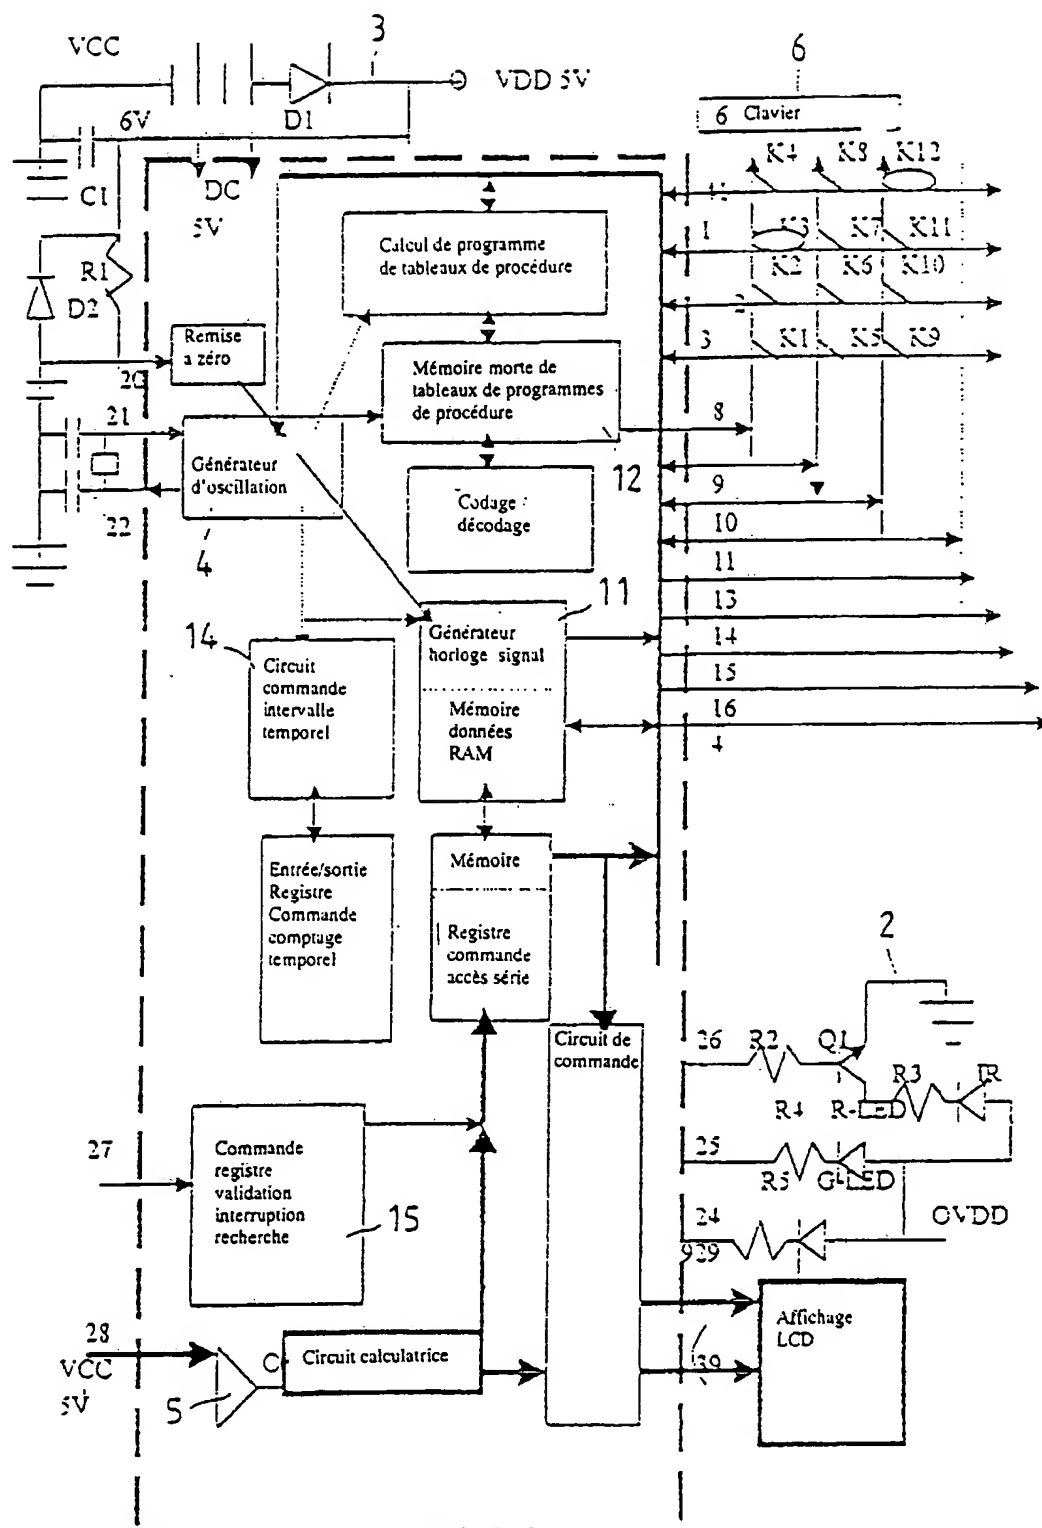 VCC
3
VDD 5V
6V
D1
C1
DC
5V
6
6 Clavier
K4 K8 K12
1
K3 K7 K11
K2 K6 K10
2
3
K1 K5 K9
R1
D2
Remise
a zéro
20
21
22
Calcul de programme
de tableaux de procédure
Mémoire morte de
tableaux de programmes
de procédure
12
8
9
10
11
13
14
15
16
4
Générateur
d'oscillation
4
Codage
décodage
11
Générateur
horloge signal
Mémoire
données
RAM
14
Circuit
commande
intervalle
temporel
Entrée/sortie
Registre
Commande
comptage
temporel
Mémoire
Registre
commande
accès série
Circuit de
commande
2
26 R2 Q1
R3 IR
R4 R-LED
25
R5 G-LED
24
OVDD
929
27
Commande
registre
validation
interruption
recherche
15
28
VCC
5V
5
C
Circuit calculatrice
39
Affichage
LCD